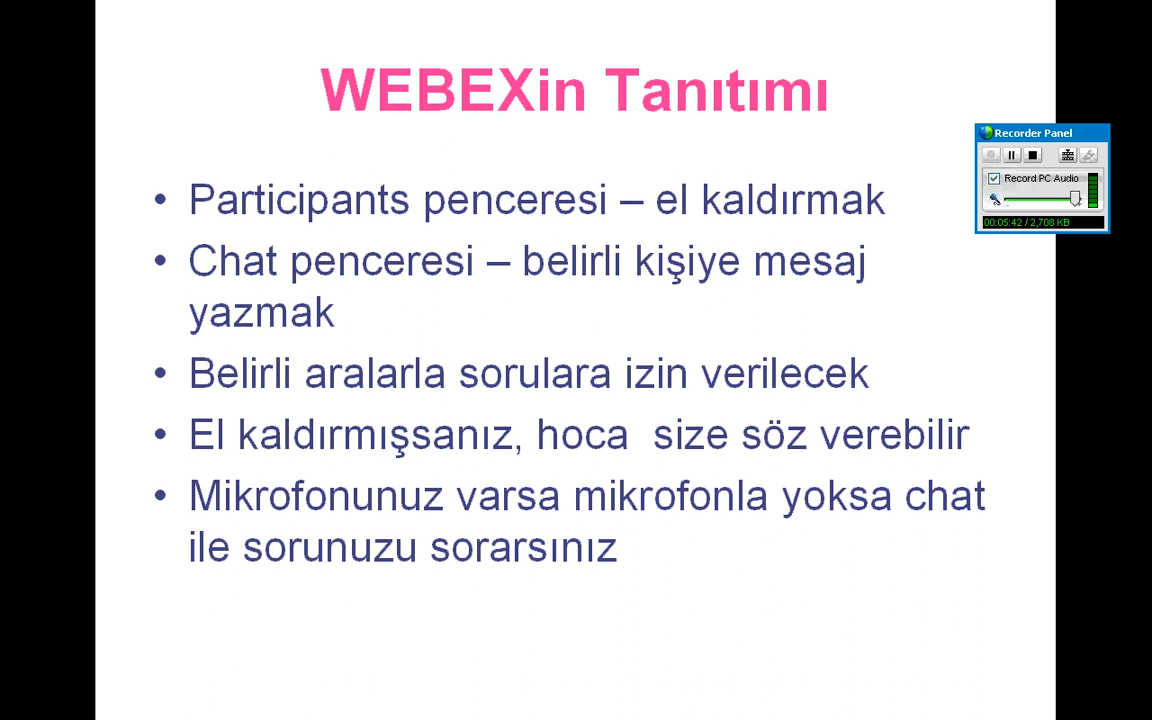 WEBEXin Tanıtımı
Recorder Panel
Record PC Audio
00:05:42 / 2,708 KB
• Participants penceresi – el kaldırmak
• Chat penceresi – belirli kişiye mesaj
yazmak
• Belirli aralarla sorulara izin verilecek
• El kaldırmışsanız, hoca  size söz verebilir
• Mikrofonunuz varsa mikrofonla yoksa chat
ile sorunuzu sorarsınız